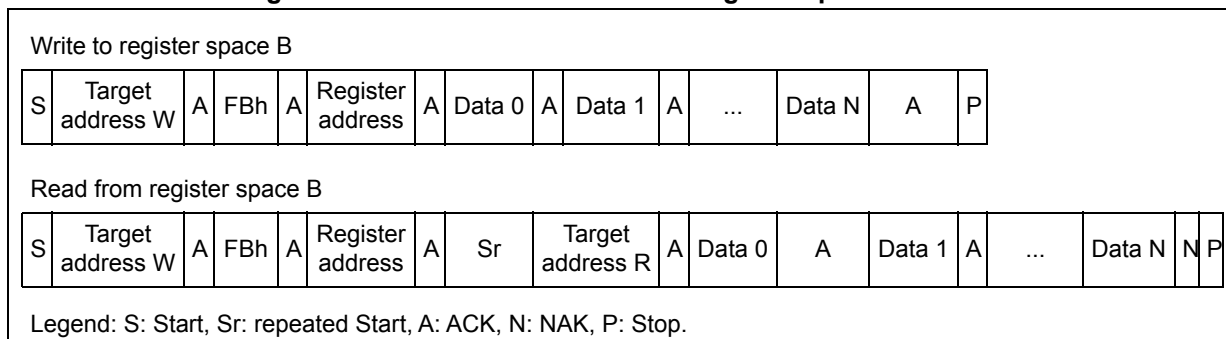 Write to register space B
S Target address W A FBh A Register address A Data 0 A Data 1 A ... Data N A P
Read from register space B
S Target address W A FBh A Register address A Sr Target address R A Data 0 A Data 1 A ... Data N N P
Legend: S: Start, Sr: repeated Start, A: ACK, N: NAK, P: Stop.